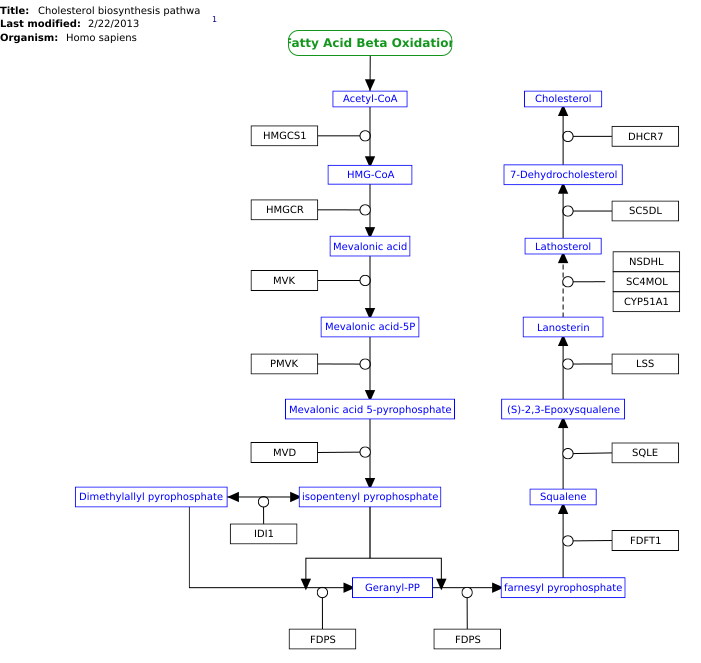 Title: Cholesterol biosynthesis pathwa
Last modified: 2/22/2013
1
Organism: Homo sapiens
Fatty Acid Beta Oxidation
Acetyl-CoA
Cholesterol
HMGCS1
DHCR7
HMG-CoA
7-Dehydrocholesterol
HMGCR
SC5DL
Mevalonic acid
Lathosterol
NSDHL
MVK
SC4MOL
CYP51A1
Mevalonic acid-5P
Lanosterin
PMVK
LSS
Mevalonic acid 5-pyrophosphate
(S)-2,3-Epoxysqualene
MVD
SQLE
Dimethylallyl pyrophosphate
isopentenyl pyrophosphate
Squalene
IDI1
FDFT1
Geranyl-PP
farnesyl pyrophosphate
FDPS
FDPS